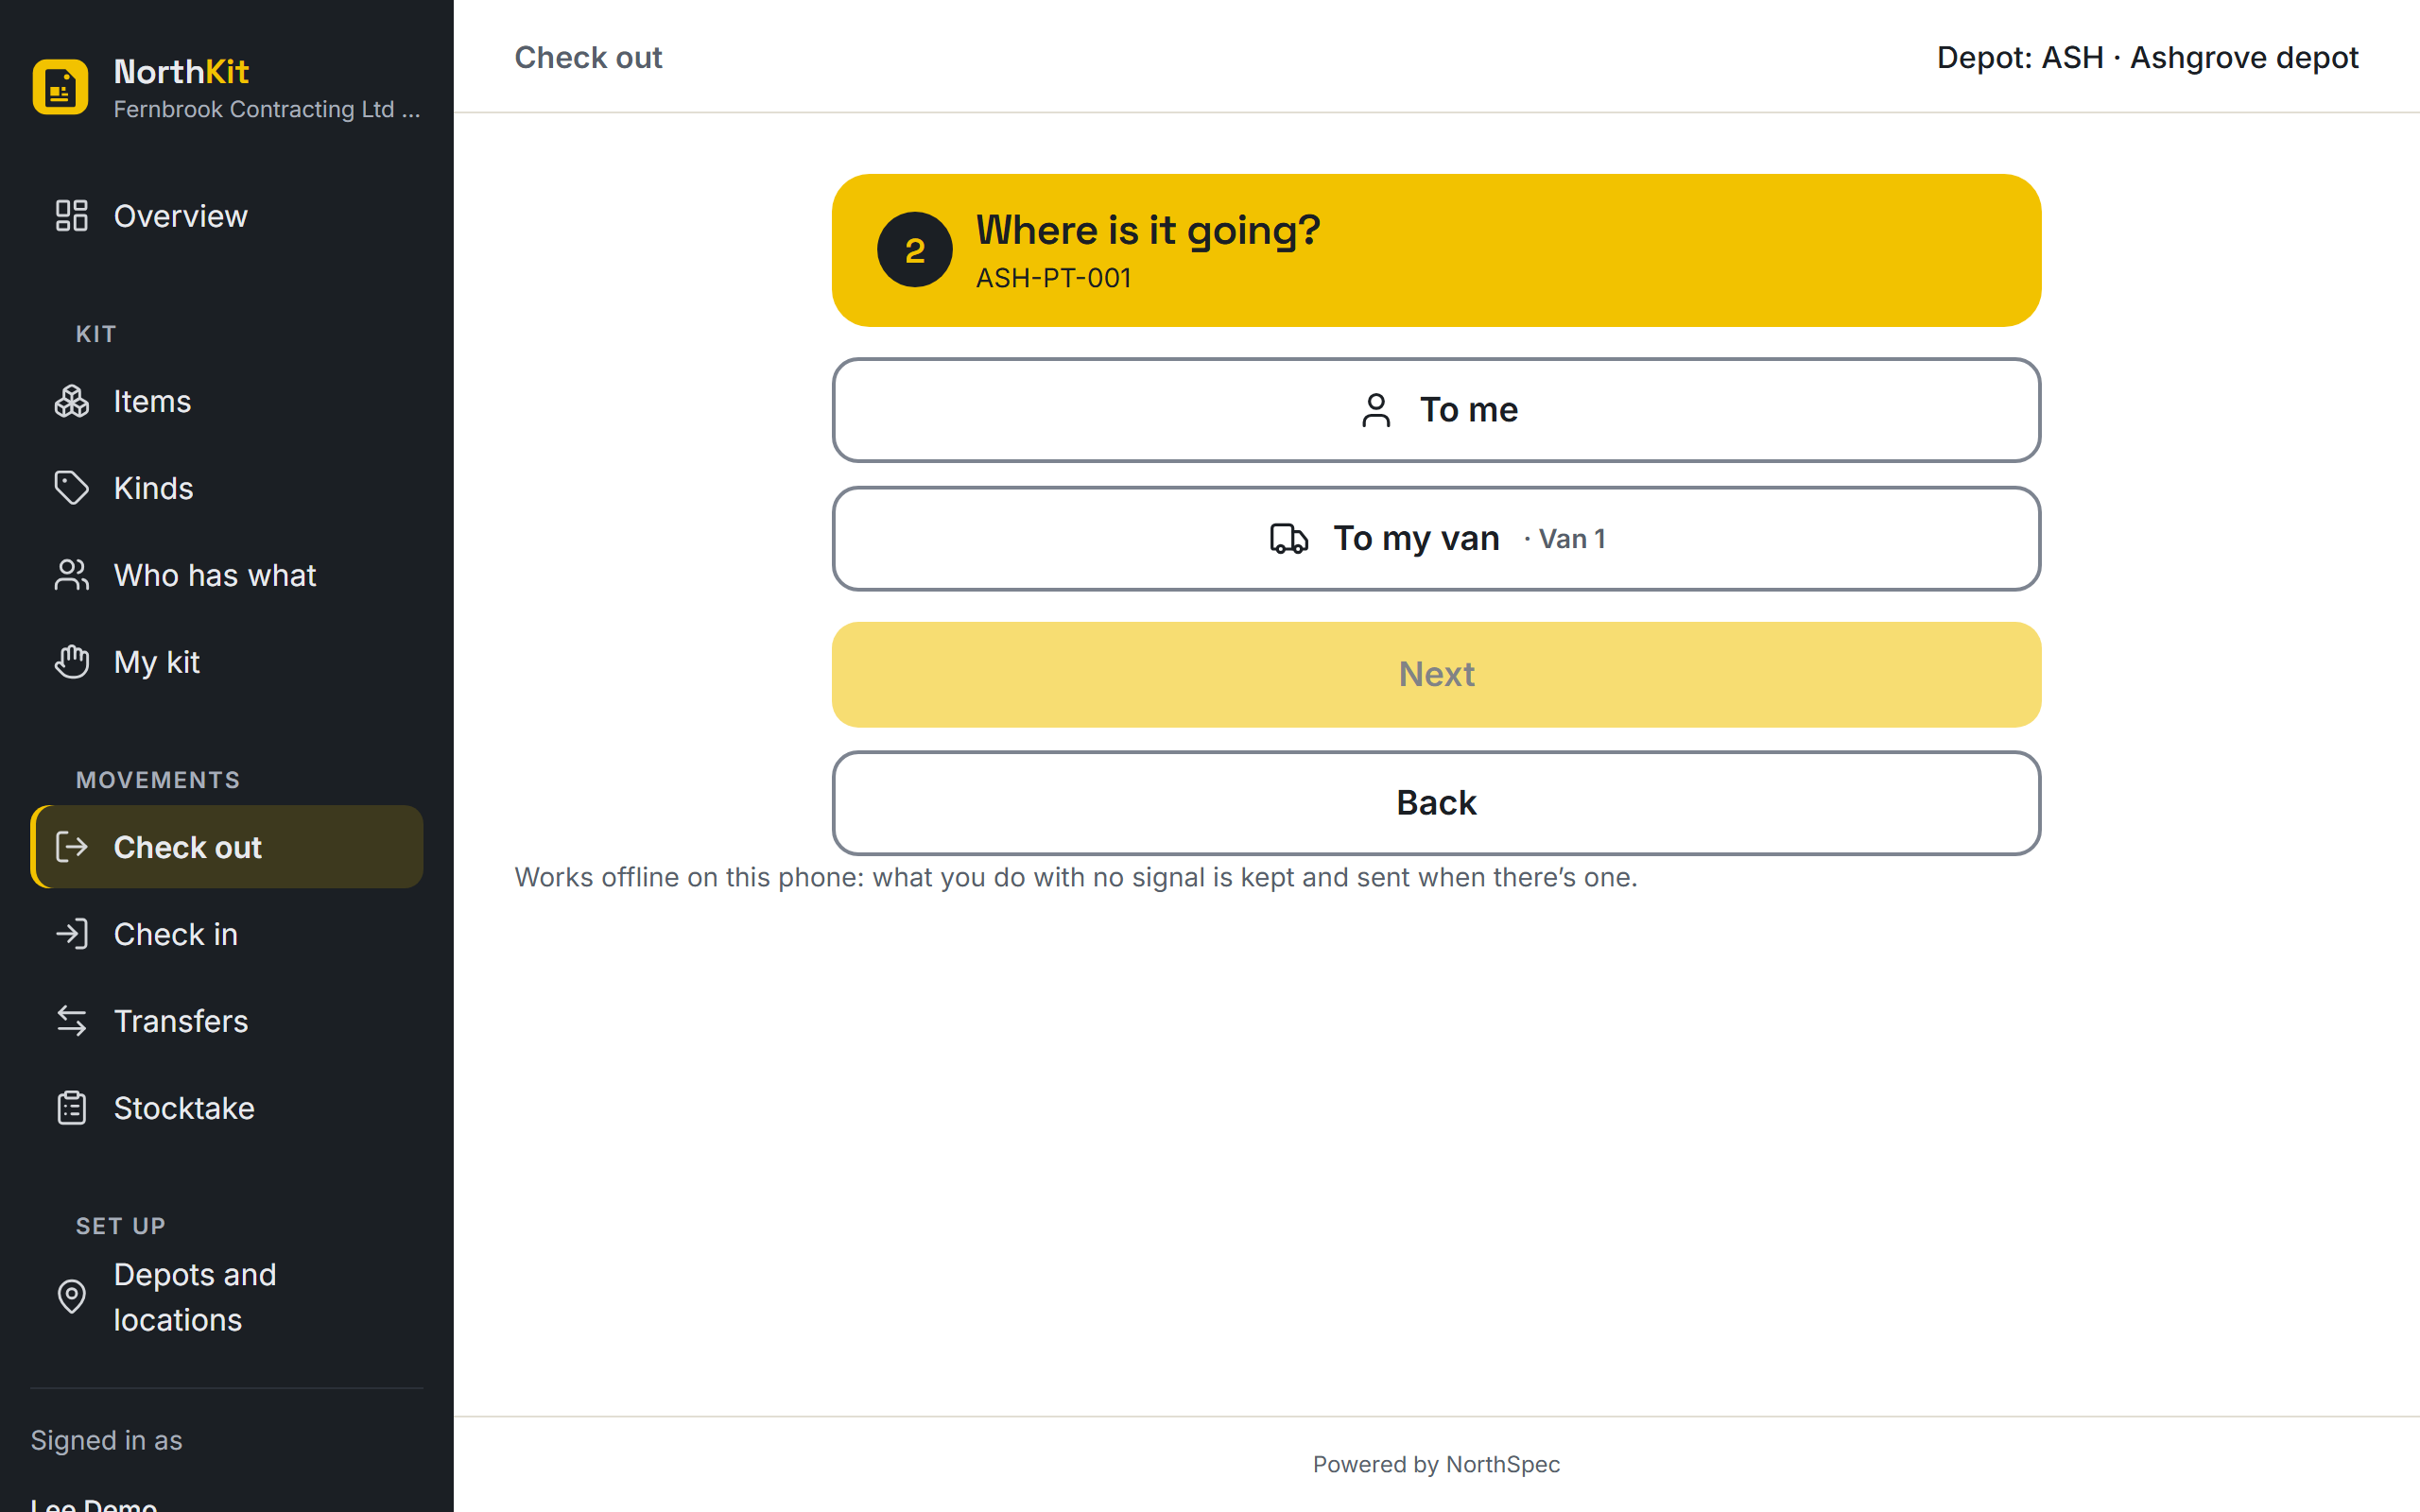 NorthKit
Fernbrook Contracting Ltd ...
Overview
KIT
Items
Kinds
Who has what
My kit
MOVEMENTS
Check out
Check in
Transfers
Stocktake
SET UP
Depots and
locations
Signed in as
Lee Demo
Check out
Depot: ASH · Ashgrove depot
2
Where is it going?
ASH-PT-001
To me
To my van · Van 1
Next
Back
Works offline on this phone: what you do with no signal is kept and sent when there’s one.
Powered by NorthSpec